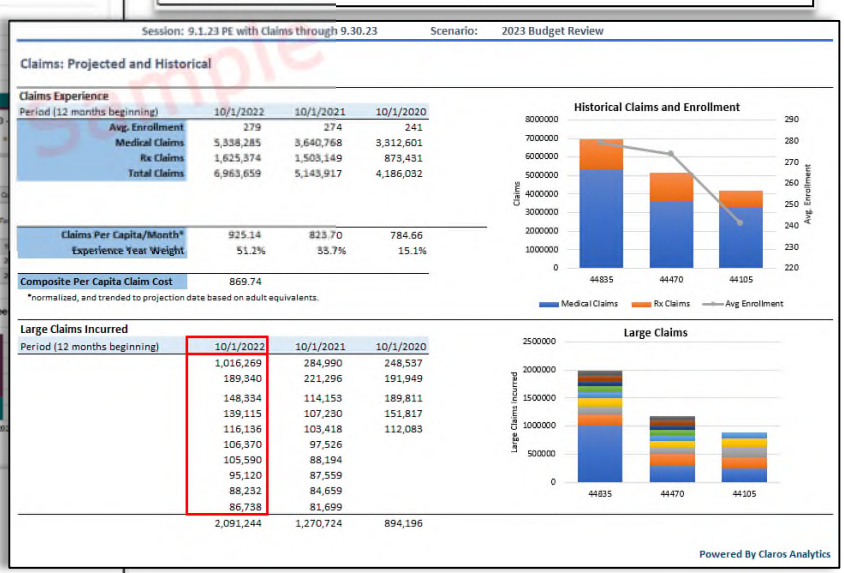 Sample
Session: 9.1.23 PE with Claims through 9.30.23 Scenario: 2023 Budget Review
Claims: Projected and Historical
Claims Experience
Period (12 months beginning) 10/1/2022 10/1/2021 10/1/2020
Avg. Enrollment 279 274 241
Medical Claims 5,338,285 3,640,768 3,312,601
Rx Claims 1,625,374 1,503,149 873,431
Total Claims 6,963,659 5,143,917 4,186,032
Claims Per Capita/Month* 925.14 823.70 784.66
Experience Year Weight 51.2% 33.7% 15.1%
Composite Per Capita Claim Cost 869.74
*normalized, and trended to projection date based on adult equivalents.
Historical Claims and Enrollment
8000000
7000000
6000000
5000000
4000000
3000000
2000000
1000000
0
Claims
290
280
270
260
250
240
230
220
Avg. Enrollment
44835 44470 44105
Medical Claims Rx Claims Avg Enrollment
Large Claims Incurred
Period (12 months beginning) 10/1/2022 10/1/2021 10/1/2020
1,016,269 284,990 248,537
189,340 221,296 191,949
148,334 114,153 189,811
139,115 107,230 151,817
116,136 103,418 112,083
106,370 97,526
105,590 88,194
95,120 87,559
88,232 84,659
86,738 81,699
2,091,244 1,270,724 894,196
Large Claims
2500000
2000000
1500000
1000000
500000
0
Large Claims Incurred
44835 44470 44105
Powered By Claros Analytics